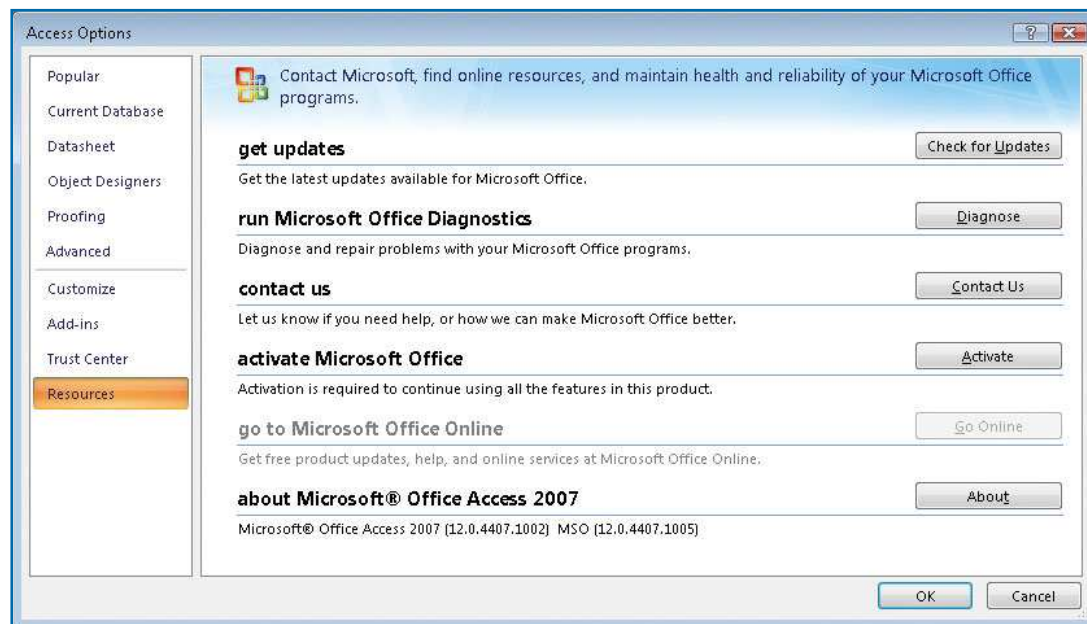 Access Options
Popular
Current Database
Datasheet
Object Designers
Proofing
Advanced
Customize
Add-ins
Trust Center
Resources
Contact Microsoft, find online resources, and maintain health and reliability of your Microsoft Office
programs.
get updates
Check for Updates
Get the latest updates available for Microsoft Office.
run Microsoft Office Diagnostics
Diagnose
Diagnose and repair problems with your Microsoft Office programs.
contact us
Contact Us
Let us know if you need help, or how we can make Microsoft Office better.
activate Microsoft Office
Activate
Activation is required to continue using all the features in this product.
go to Microsoft Office Online
Go Online
Get free product updates, help, and online services at Microsoft Office Online.
about Microsoft® Office Access 2007
About
Microsoft® Office Access 2007 (12.0.4407.1002) MSO (12.0.4407.1005)
OK
Cancel